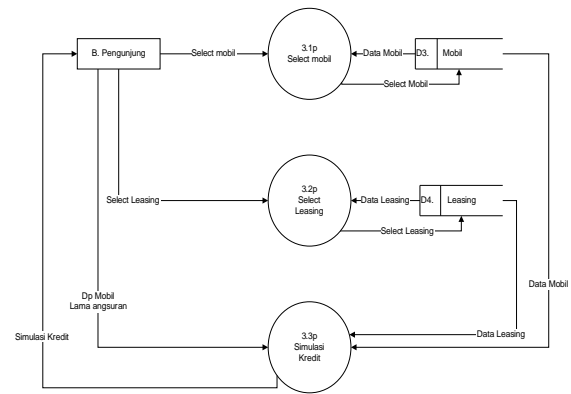 B. Pengunjung
Select mobil
3.1p
Select mobil
Data Mobil
D3.
Mobil
Select Mobil
Select Leasing
3.2p
Select
Leasing
Data Leasing
D4.
Leasing
Select Leasing
Dp Mobil
Lama angsuran
Data Mobil
Simulasi Kredit
3.3p
Simulasi
Kredit
Data Leasing